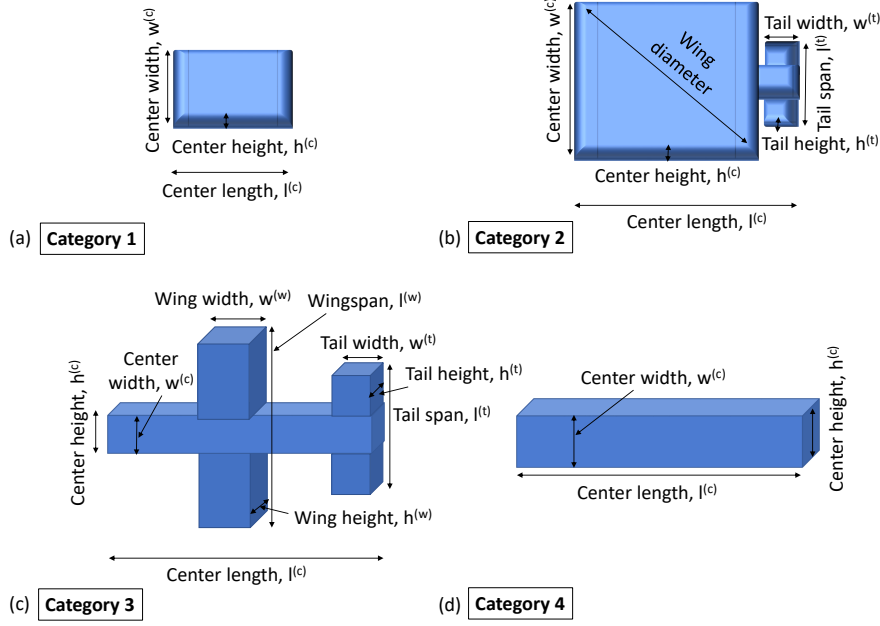 Center width, w(c)
Center height, h(c)
Center length, l(c)
(a) Category 1
Center width, w(c)
Wing
diameter
Tail width, w(t)
Tail span, l(t)
Tail height, h(t)
Center height, h(c)
Center length, l(c)
(b) Category 2
Wing width, w(w)
Wingspan, l(w)
Tail width, w(t)
Center
width, w(c)
Center height, h(c)
Tail height, h(t)
Tail span, l(t)
Wing height, h(w)
Center length, l(c)
(c) Category 3
Center width, w(c)
Center height, h(c)
Center length, l(c)
(d) Category 4